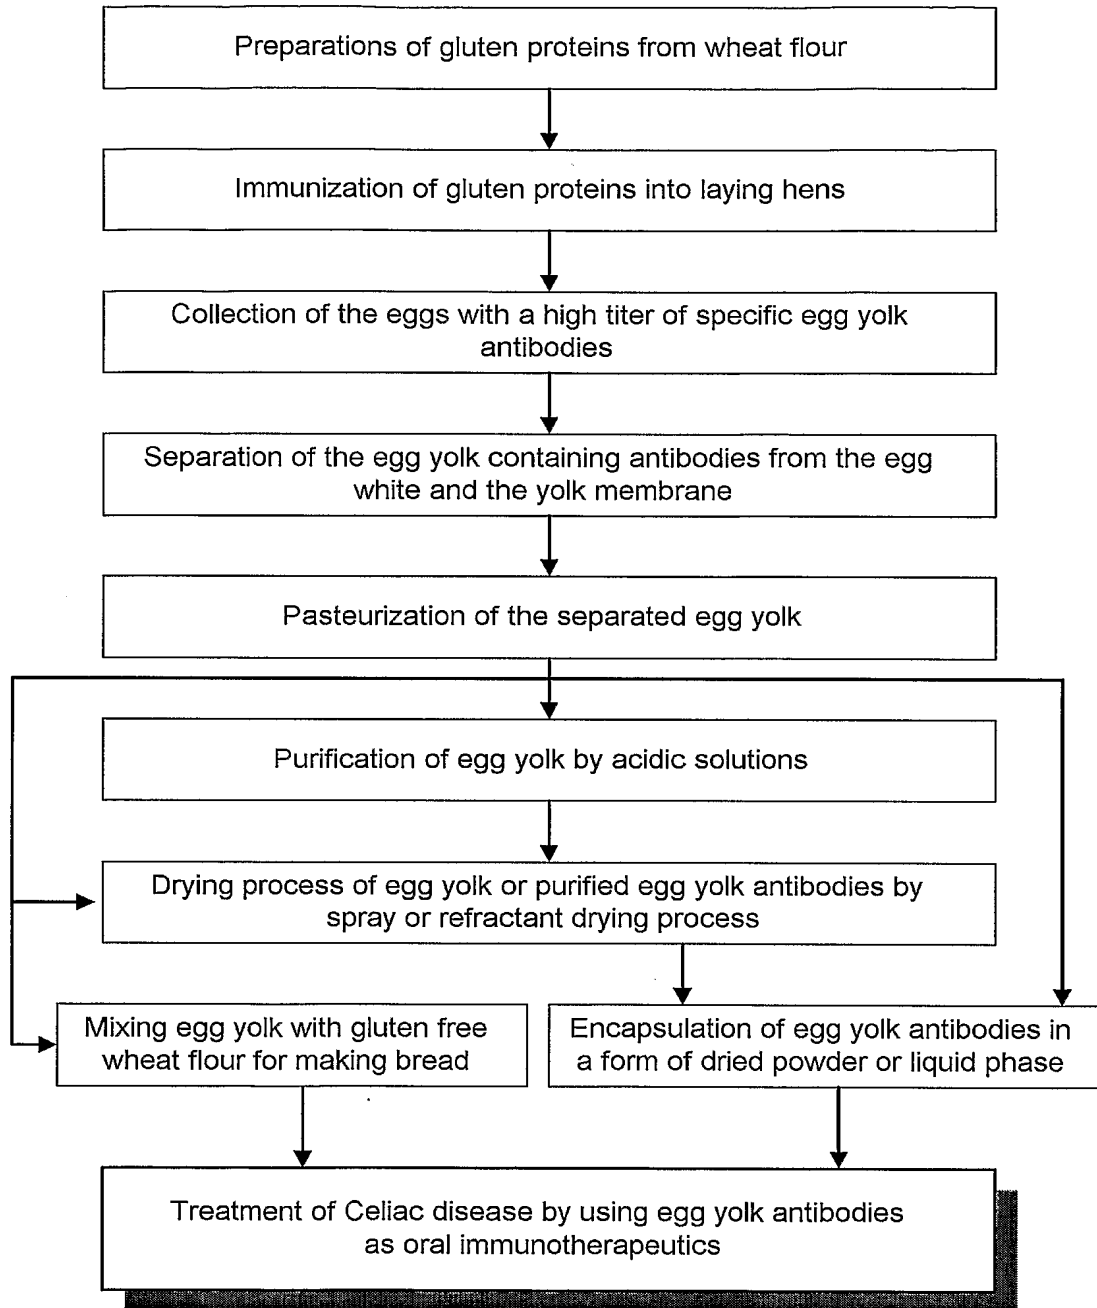 Preparations of gluten proteins from wheat flour
Immunization of gluten proteins into laying hens
Collection of the eggs with a high titer of specific egg yolk
antibodies
Separation of the egg yolk containing antibodies from the egg
white and the yolk membrane
Pasteurization of the separated egg yolk
Purification of egg yolk by acidic solutions
Drying process of egg yolk or purified egg yolk antibodies by
spray or refractant drying process
Mixing egg yolk with gluten free
wheat flour for making bread
Encapsulation of egg yolk antibodies in
a form of dried powder or liquid phase
Treatment of Celiac disease by using egg yolk antibodies
as oral immunotherapeutics